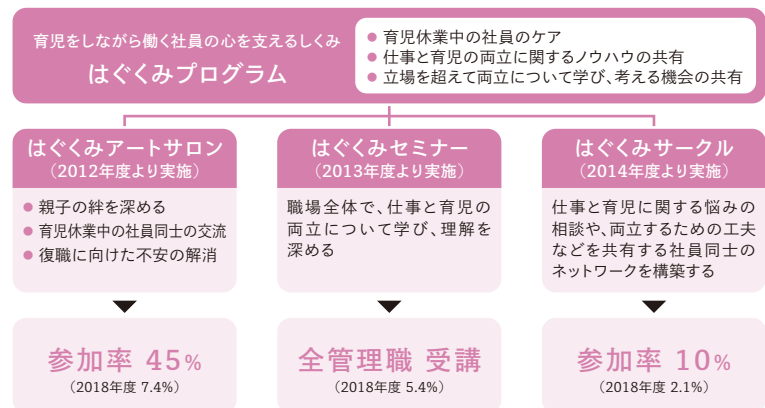 育児をしながら働く社員の心を支えるしくみ
はぐくみプログラム
● 育児休業中の社員のケア
● 仕事と育児の両立に関するノウハウの共有
● 立場を超えて両立について学び、考える機会の共有
はぐくみアートサロン
（2012年度より実施）
● 親子の絆を深める
● 育児休業中の社員同士の交流
● 復職に向けた不安の解消
参加率 45%
（2018年度 7.4%）
はぐくみセミナー
（2013年度より実施）
職場全体で、仕事と育児の
両立について学び、理解を
深める
全管理職 受講
（2018年度 5.4%）
はぐくみサークル
（2014年度より実施）
仕事と育児に関する悩みの
相談や、両立するための工夫
などを共有する社員同士の
ネットワークを構築する
参加率 10%
（2018年度 2.1%）